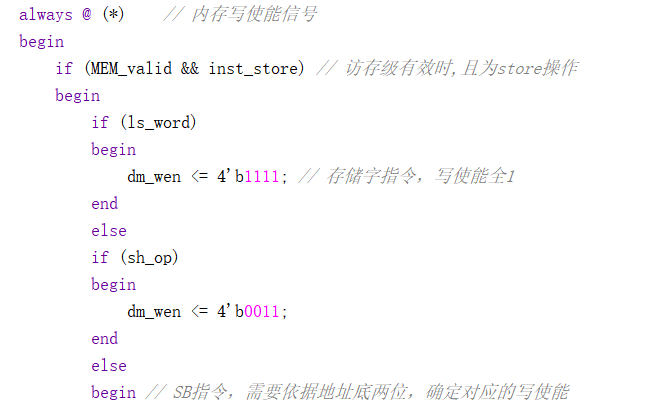 always @ (*)    // 内存写使能信号
begin
    if (MEM_valid && inst_store) // 访存级有效时,且为store操作
    begin
        if (ls_word)
        begin
            dm_wen <= 4'b1111; // 存储字指令，写使能全1
        end
        else
        if (sh_op)
        begin
            dm_wen <= 4'b0011;
        end
        else
        begin // SB指令，需要依据地址底两位，确定对应的写使能